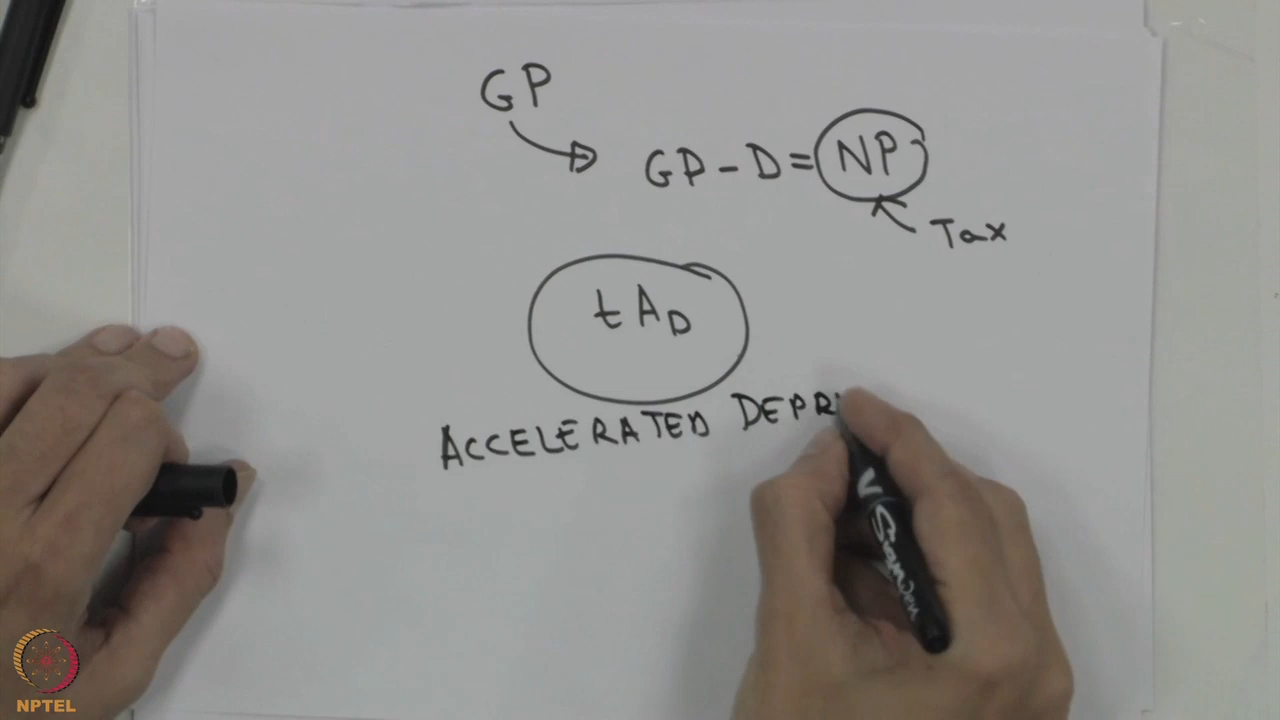 GP
GP - D = NP
Tax
tA_D
ACCELERATED DEPR
NPTEL